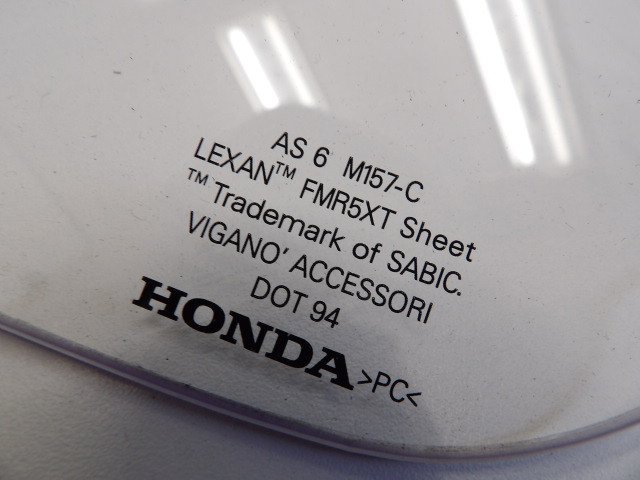 AS 6 M157-C
LEXAN™ FMR5XT Sheet
™ Trademark of SABIC.
VIGANO' ACCESSORI
DOT 94
HONDA >PC<